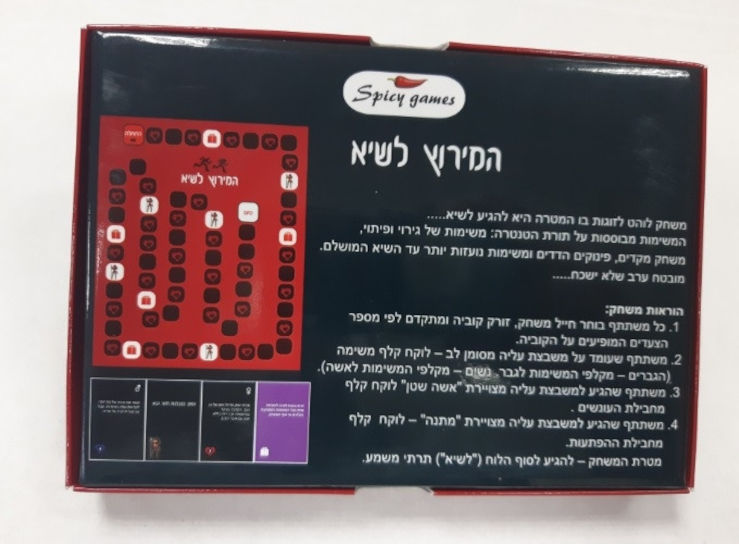 Spicy games
המירוץ לשיא
משחק לוהט לזוגות בו המטרה היא להגיע לשיא.....
המשימות מבוססות על תורת הטנטרה: משימות של גירוי ופיתוי,
משחק מקדים, פינוקים הדדים ומשימות נועזות יותר עד השיא המושלם.
מובטח ערב שלא ישכח.....
הוראות משחק:
1. כל משתתף בוחר חייל משחק, זורק קוביה ומתקדם לפי מספר
הצעדים המופיעים על הקוביה.
2. משתתף שעומד על משבצת עליה מסומן לב – לוקח קלף משימה
(הגברים – מקלפי המשימות לגבר נשים – מקלפי המשימות לאשה).
3. משתתף שהגיע למשבצת עליה מצויירת "אשה שטן" לוקח קלף
מחבילת העונשים .
4. משתתף שהגיע למשבצת עליה מצויירת "מתנה" – לוקח קלף
מחבילת ההפתעות.
מטרת המשחק – להגיע לסוף הלוח ("לשיא") תרתי משמע.
התחלה
המירוץ לשיא